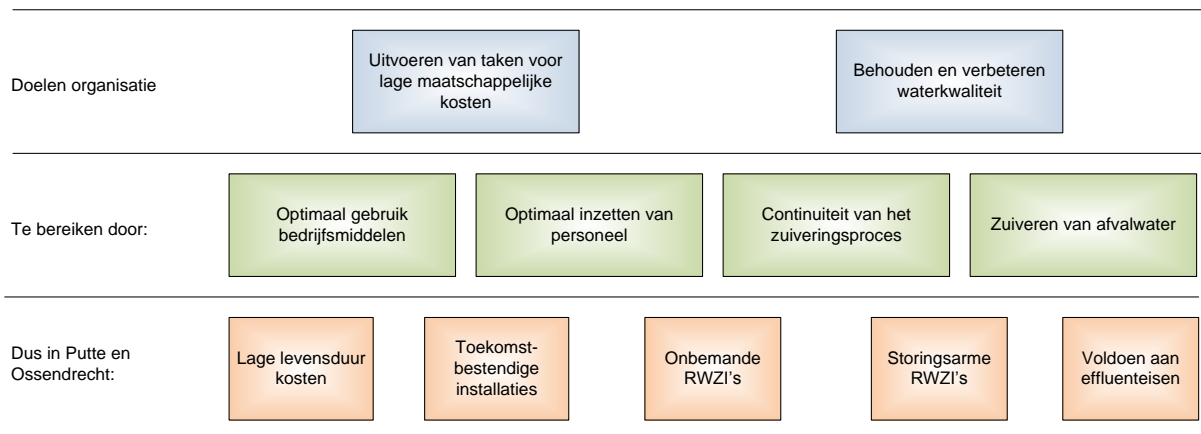 Doelen organisatie
Uitvoeren van taken voor
lage maatschappelijke
kosten
Behouden en verbeteren
waterkwaliteit
Te bereiken door:
Optimaal gebruik
bedrijfsmiddelen
Optimaal inzetten van
personeel
Continuiteit van het
zuiveringsproces
Zuiveren van afvalwater
Dus in Putte en
Ossendrecht:
Lage levensduur
kosten
Toekomst-
bestendige
installaties
Onbemande
RWZI's
Storingsarme
RWZI's
Voldoen aan
effluenteisen